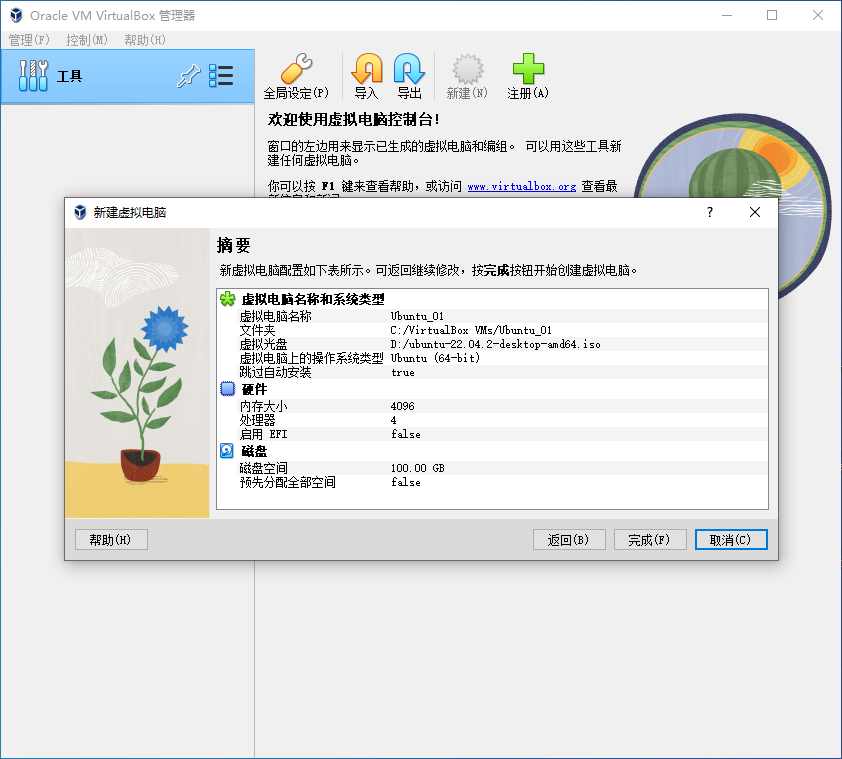 Oracle VM VirtualBox 管理器
管理(F) 控制(M) 帮助(H)
工具
全局设定(P) 导入 导出 新建(N) 注册(A)
欢迎使用虚拟电脑控制台!
窗口的左边用来显示已生成的虚拟电脑和编组。 可以用这些工具新
建任何虚拟电脑。
你可以按 F1 键来查看帮助，或访问 www.virtualbox.org 查看最
新建虚拟电脑 ?
摘要
新虚拟电脑配置如下表所示。可返回继续修改，按完成按钮开始创建虚拟电脑。
虚拟电脑名称和系统类型
虚拟电脑名称 Ubuntu_01
文件夹 C:/VirtualBox VMs/Ubuntu_01
虚拟光盘 D:/ubuntu-22.04.2-desktop-amd64.iso
虚拟电脑上的操作系统类型 Ubuntu (64-bit)
跳过自动安装 true
硬件
内存大小 4096
处理器 4
启用 EFI false
磁盘
磁盘空间 100.00 GB
预先分配全部空间 false
帮助(H) 返回(B) 完成(F) 取消(C)